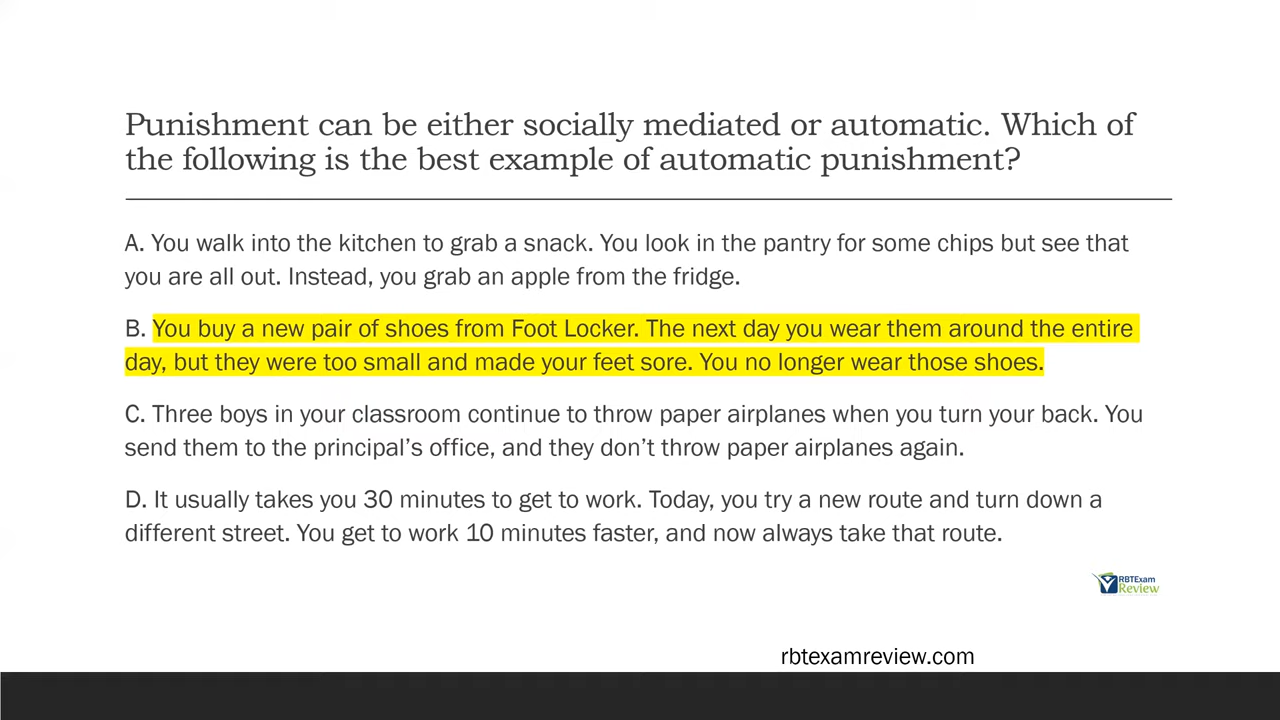 Punishment can be either socially mediated or automatic. Which of
the following is the best example of automatic punishment?
A. You walk into the kitchen to grab a snack. You look in the pantry for some chips but see that
you are all out. Instead, you grab an apple from the fridge.
B. You buy a new pair of shoes from Foot Locker. The next day you wear them around the entire
day, but they were too small and made your feet sore. You no longer wear those shoes.
C. Three boys in your classroom continue to throw paper airplanes when you turn your back. You
send them to the principal’s office, and they don’t throw paper airplanes again.
D. It usually takes you 30 minutes to get to work. Today, you try a new route and turn down a
different street. You get to work 10 minutes faster, and now always take that route.
RBTExam
Review
rbtexamreview.com